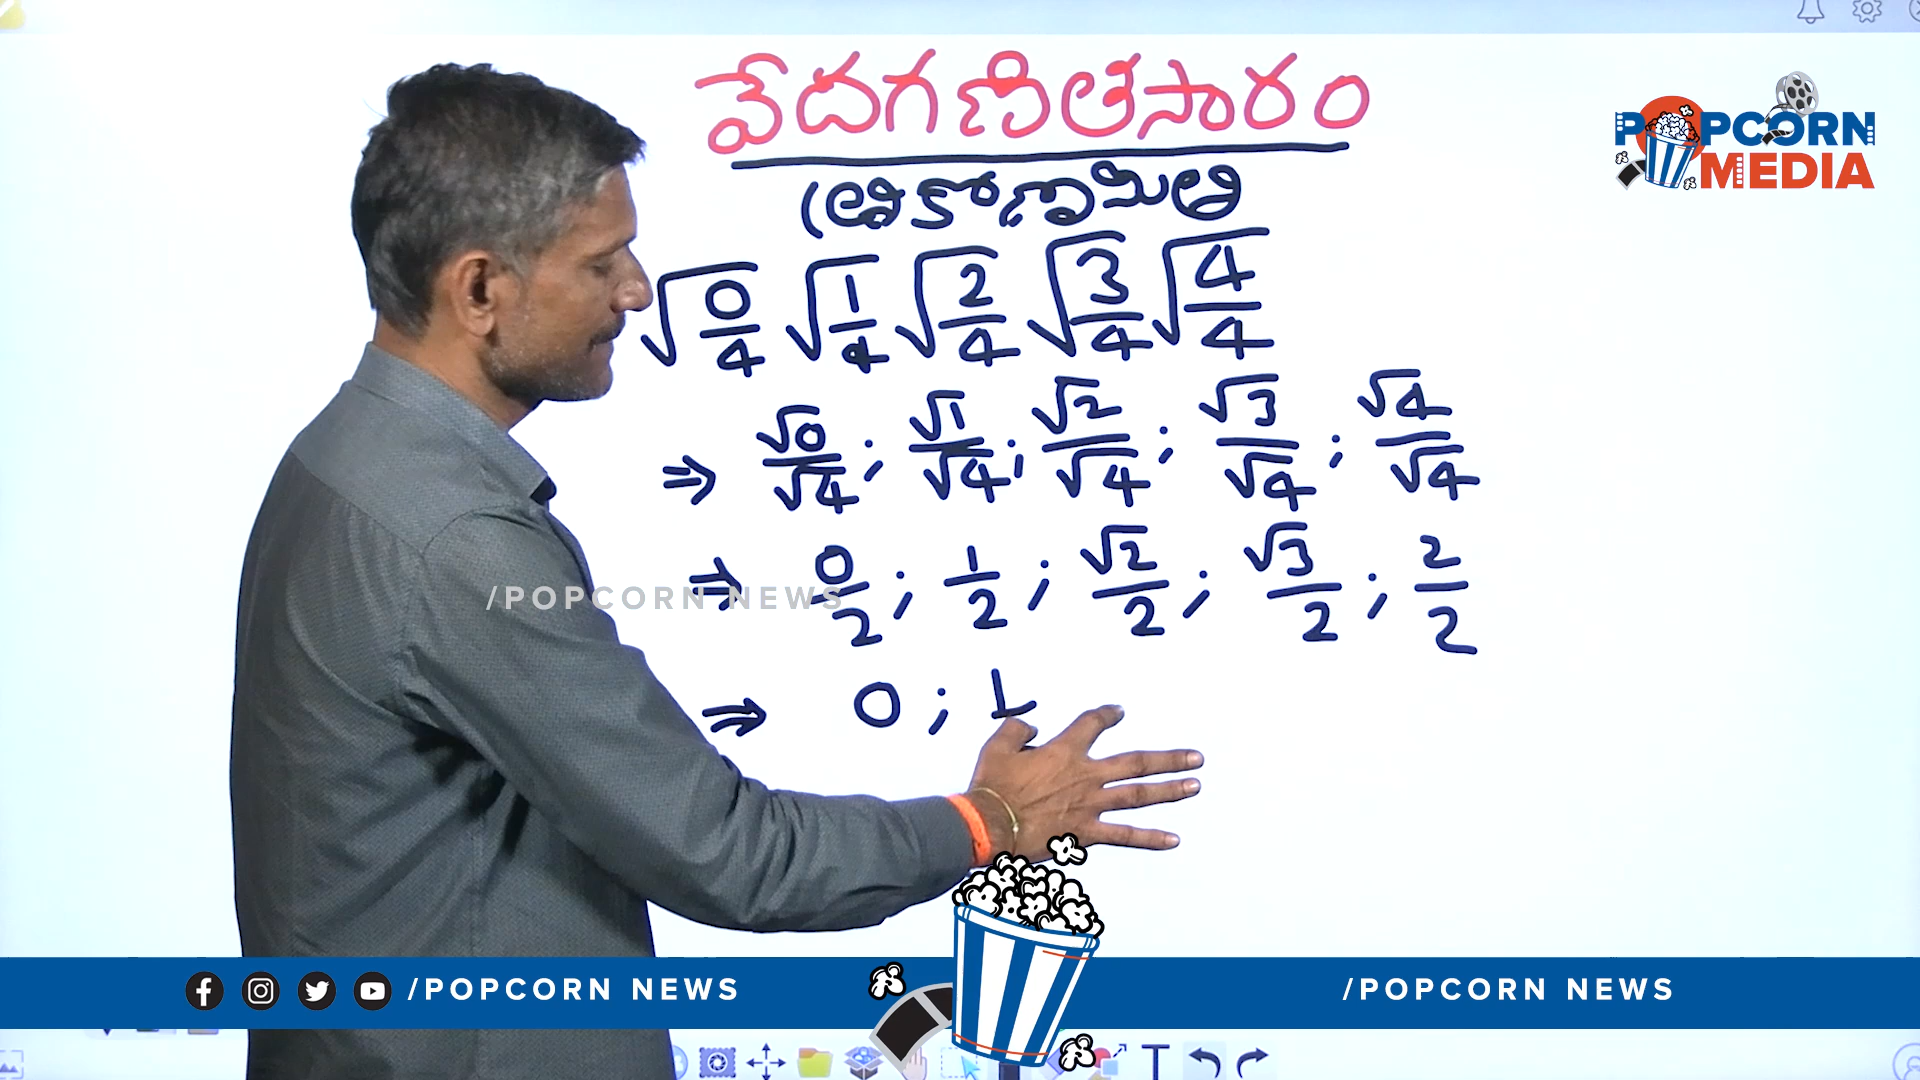 వేదగణితసారం
POPCORN
MEDIA
(త్రికోణామితి
√0/4 √1/4 √2/4 √3/4 √4/4
⇒ √0/√4 ; √1/√4 ; √2/√4 ; √3/√4 ; √4/√4
⇒ 0/2 ; 1/2 ; √2/2 ; √3/2 ; 2/2
/POPCORN NEWS
⇒ 0 ; 1
/POPCORN NEWS
/POPCORN NEWS